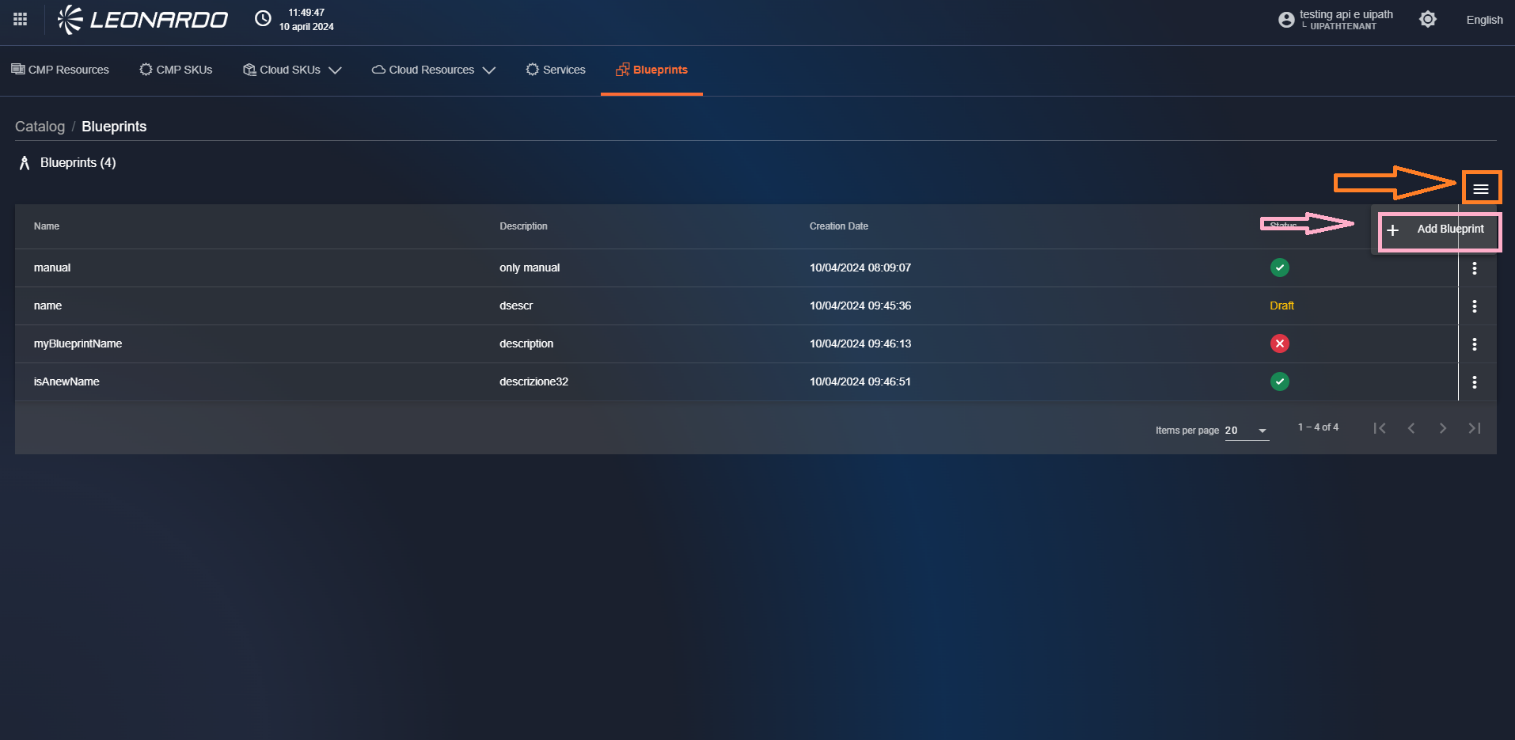 LEONARDO
11:49:47
10 april 2024
testing api e uipath
UIPATHTENANT
English
CMP Resources
CMP SKUs
Cloud SKUs
Cloud Resources
Services
Blueprints
Catalog / Blueprints
Blueprints (4)
Name Description Creation Date Status
+ Add Blueprint
manual only manual 10/04/2024 08:09:07
name dsescr 10/04/2024 09:45:36 Draft
myBlueprintName description 10/04/2024 09:46:13
isAnewName descrizione32 10/04/2024 09:46:51
Items per page 20 1 – 4 of 4